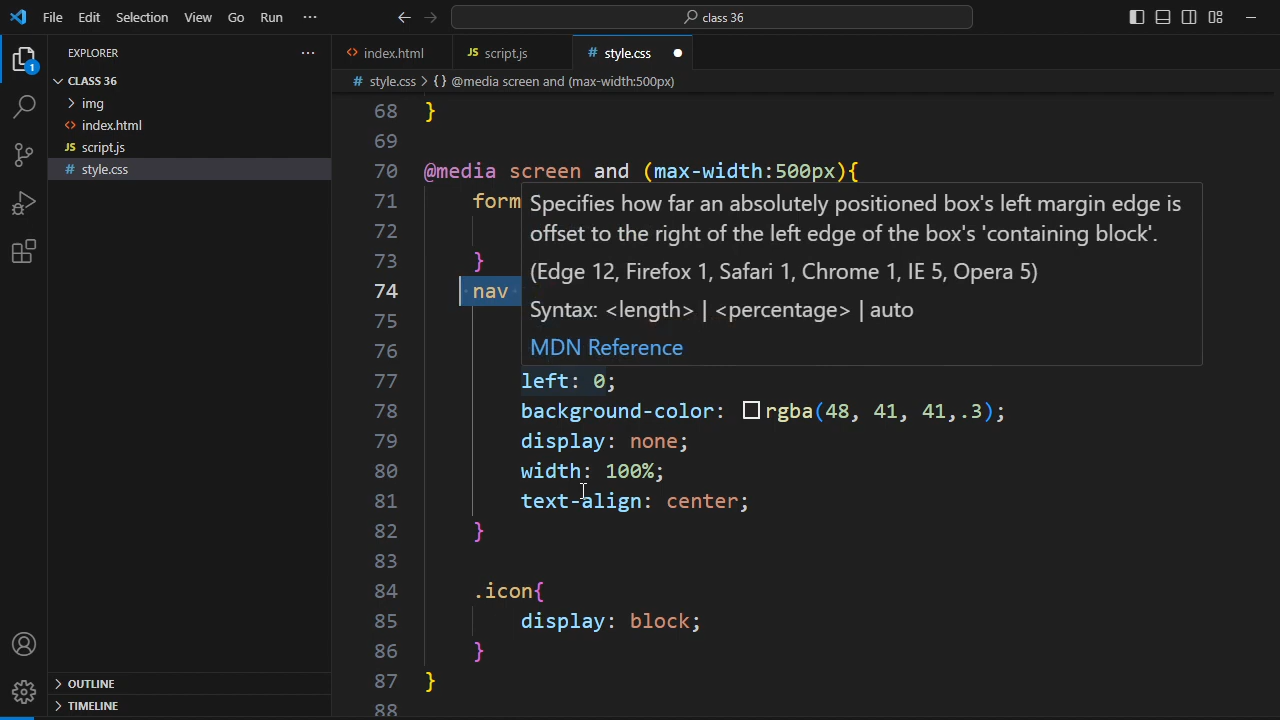 File Edit Selection View Go Run ···
class 36
EXPLORER ···
CLASS 36
img
index.html
JS script.js
# style.css
OUTLINE
TIMELINE
1
index.html
JS script.js
# style.css
# style.css > { } @media screen and (max-width:500px)
68 }
69
70 @media screen and (max-width:500px){
71 form
72
73 }
74 nav
75
76
77 left: 0;
78 background-color: rgba(48, 41, 41,.3);
79 display: none;
80 width: 100%;
81 text-align: center;
82 }
83
84 .icon{
85 display: block;
86 }
87 }
88
Specifies how far an absolutely positioned box's left margin edge is
offset to the right of the left edge of the box's 'containing block'.
(Edge 12, Firefox 1, Safari 1, Chrome 1, IE 5, Opera 5)
Syntax: <length> | <percentage> | auto
MDN Reference